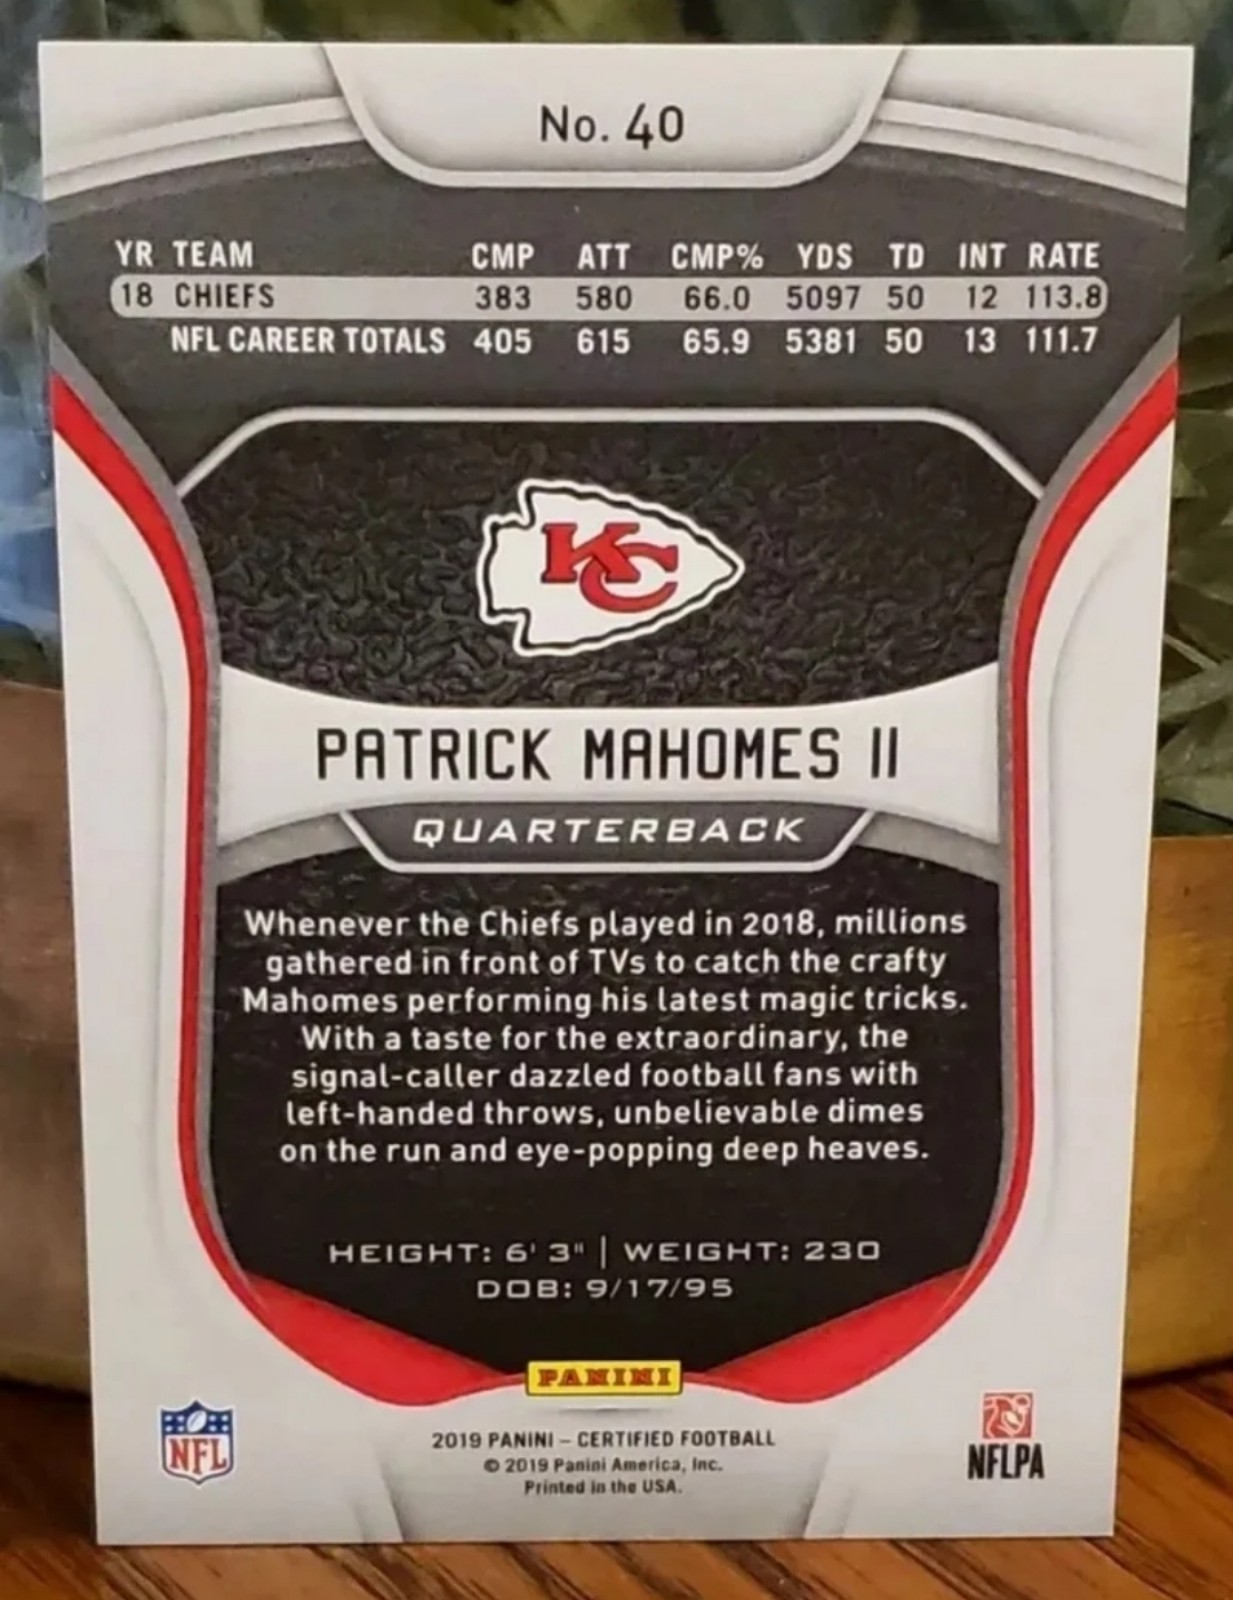 No. 40
YR TEAM CMP ATT CMP% YDS TD INT RATE
18 CHIEFS 383 580 66.0 5097 50 12 113.8
NFL CAREER TOTALS 405 615 65.9 5381 50 13 111.7
KC
PATRICK MAHOMES II
QUARTERBACK
Whenever the Chiefs played in 2018, millions
gathered in front of TVs to catch the crafty
Mahomes performing his latest magic tricks.
With a taste for the extraordinary, the
signal-caller dazzled football fans with
left-handed throws, unbelievable dimes
on the run and eye-popping deep heaves.
HEIGHT: 6' 3" | WEIGHT: 230
DOB: 9/17/95
PANINI
NFL
2019 PANINI – CERTIFIED FOOTBALL
© 2019 Panini America, Inc.
Printed in the USA.
NFLPA